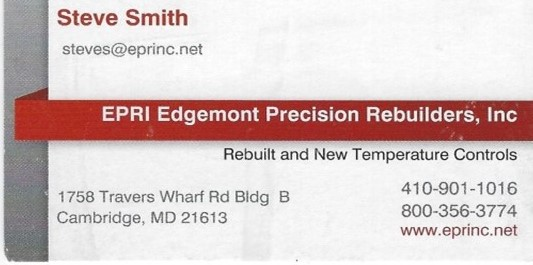 Steve Smith
steves@eprinc.net
EPRI Edgemont Precision Rebuilders, Inc
Rebuilt and New Temperature Controls
1758 Travers Wharf Rd Bldg B
Cambridge, MD 21613
410-901-1016
800-356-3774
www.eprinc.net